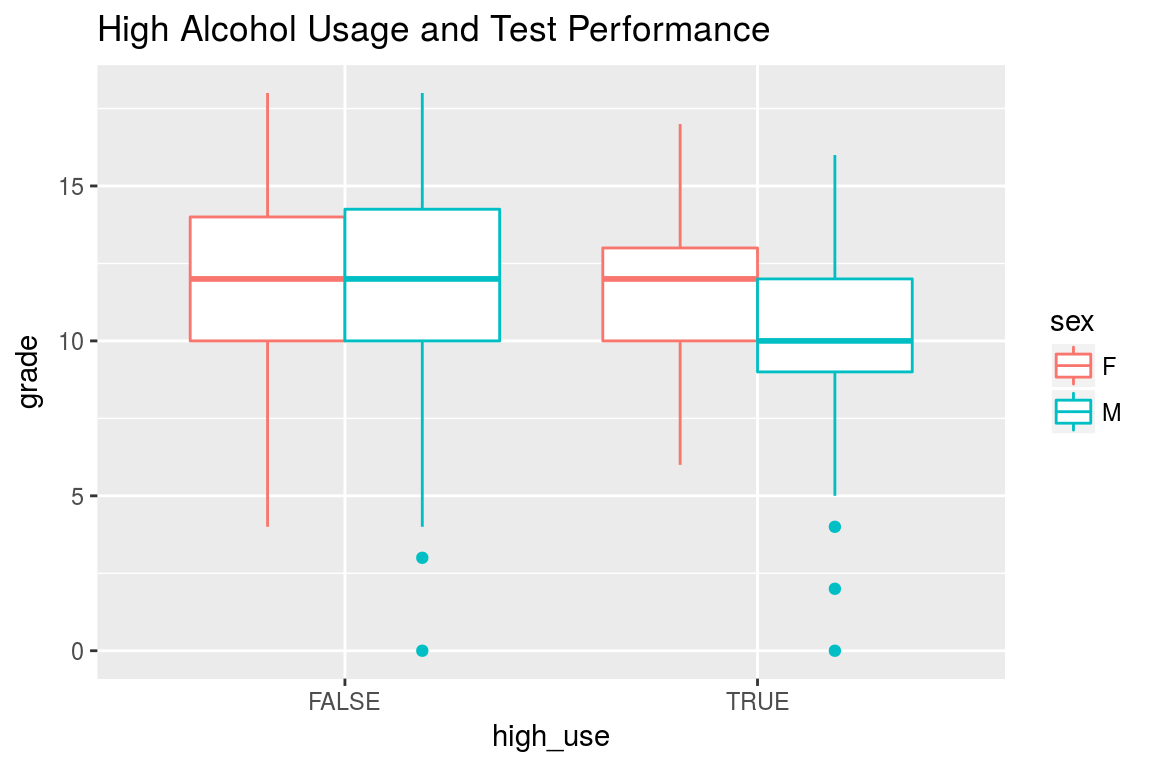 High Alcohol Usage and Test Performance
grade
15
10
5
0
FALSE
TRUE
high_use
sex
F
M